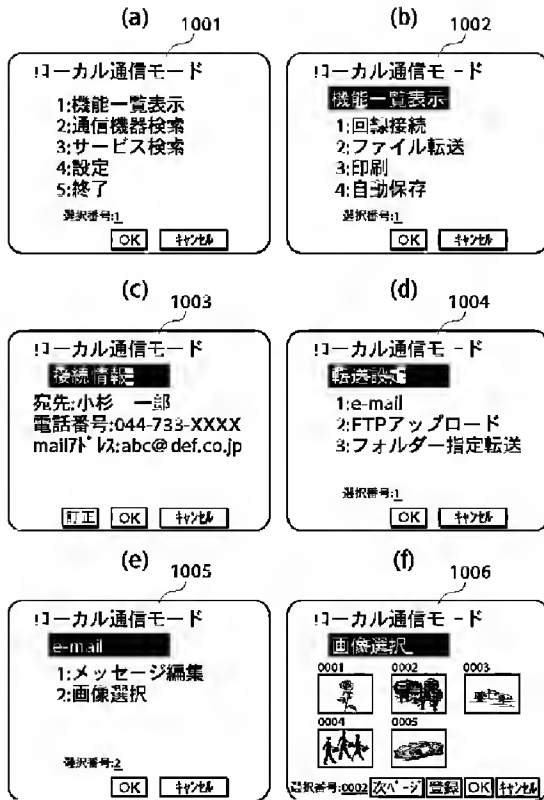 (a)
1001
ローカル通信モード
1:機能一覧表示
2:通信機器検索
3:サービス検索
4:設定
5:終了
選択番号:1
OK キャンセル
(b)
1002
ローカル通信モード
機能一覧表示
1:回線接続
2:ファイル転送
3:印刷
4:自動保存
選択番号:1
OK キャンセル
(c)
1003
ローカル通信モード
接続情報
宛先:小杉 一郎
電話番号:044-733-XXXX
mailアドレス:abc@def.co.jp
訂正 OK キャンセル
(d)
1004
ローカル通信モード
転送設定
1:e-mail
2:FTPアップロード
3:フォルダー指定転送
選択番号:1
OK キャンセル
(e)
1005
ローカル通信モード
e-mail
1:メッセージ編集
2:画像選択
選択番号:2
OK キャンセル
(f)
1006
ローカル通信モード
画像選択
0001 0002 0003
0004 0005
選択番号:0002 次ページ 登録 OK キャンセル